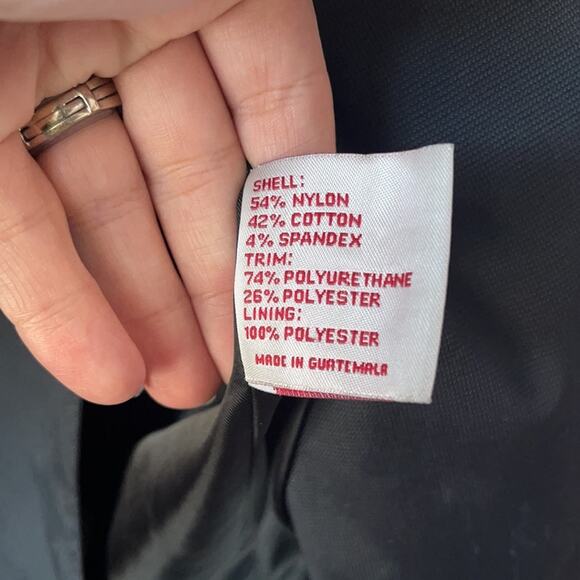 SHELL:
54% NYLON
42% COTTON
4% SPANDEX
TRIM:
74% POLYURETHANE
26% POLYESTER
LINING:
100% POLYESTER
MADE IN GUATEMALA